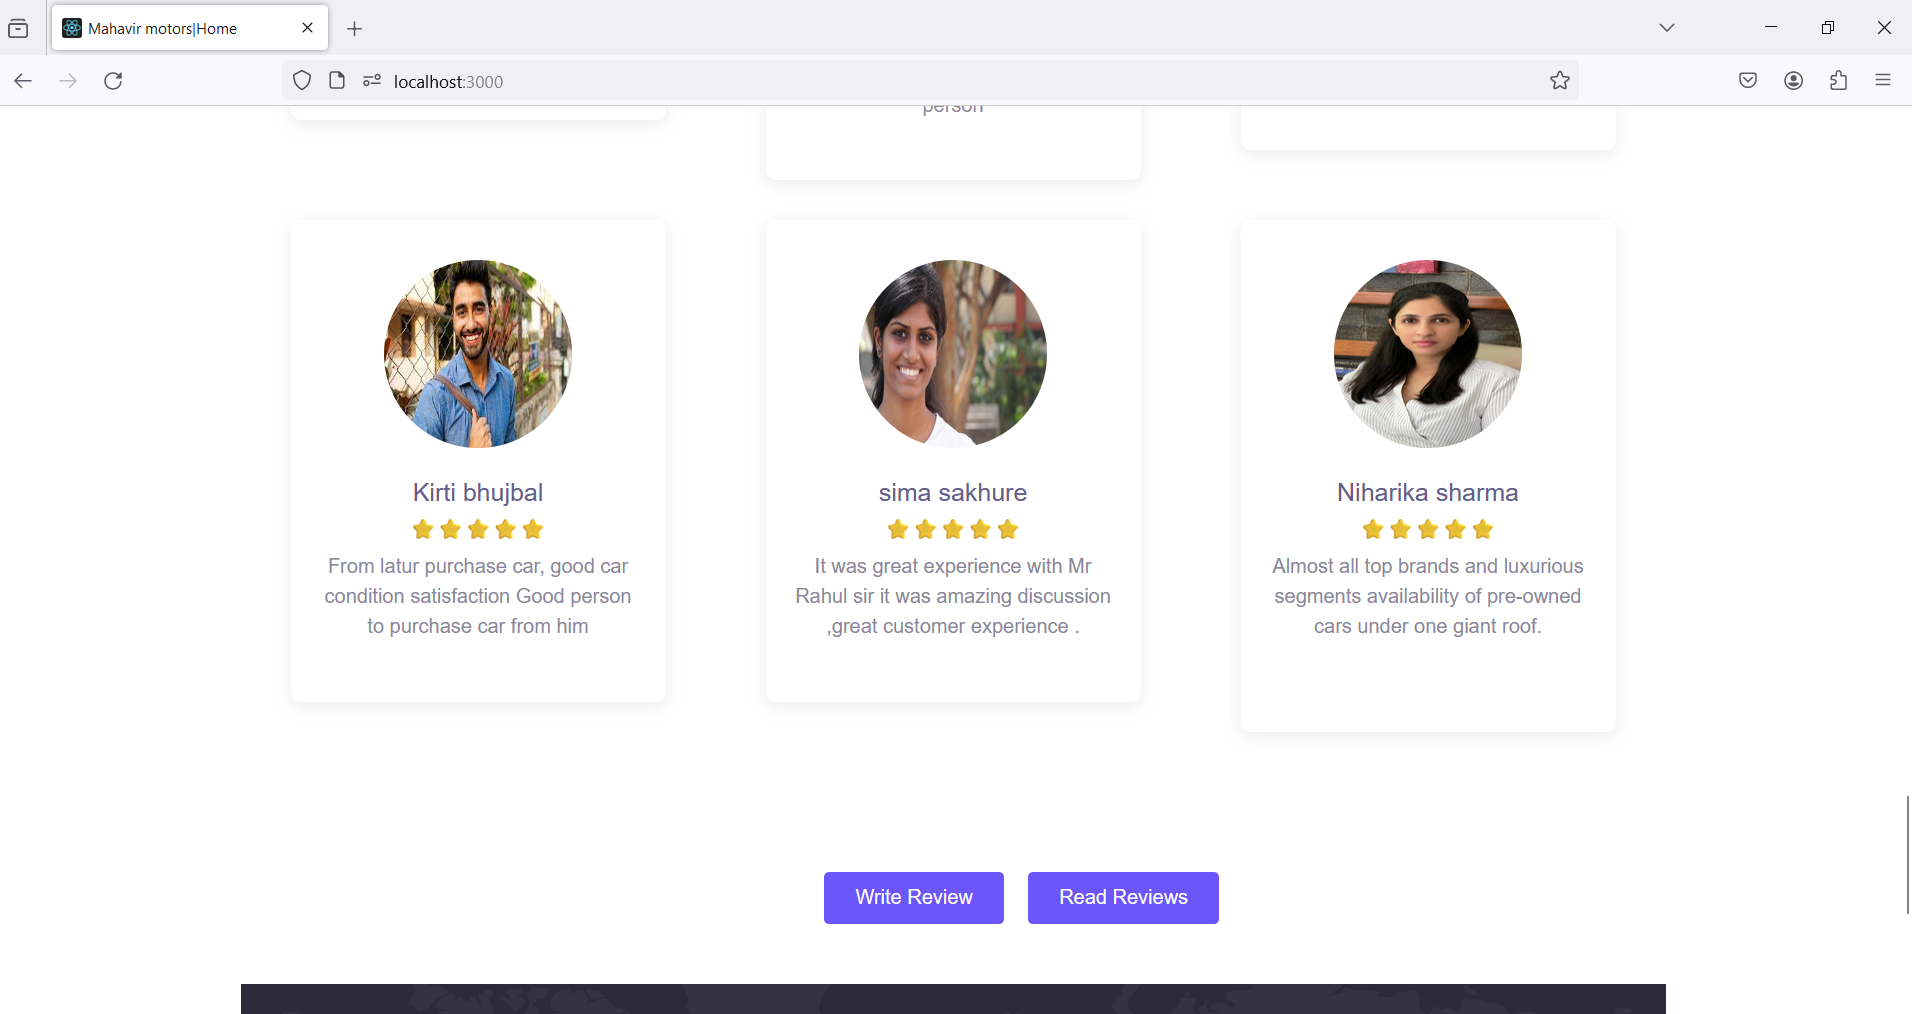 Mahavir motors|Home
localhost:3000
person
Kirti bhujbal
From latur purchase car, good car
condition satisfaction Good person
to purchase car from him
sima sakhure
It was great experience with Mr
Rahul sir it was amazing discussion
,great customer experience .
Niharika sharma
Almost all top brands and luxurious
segments availability of pre-owned
cars under one giant roof.
Write Review
Read Reviews